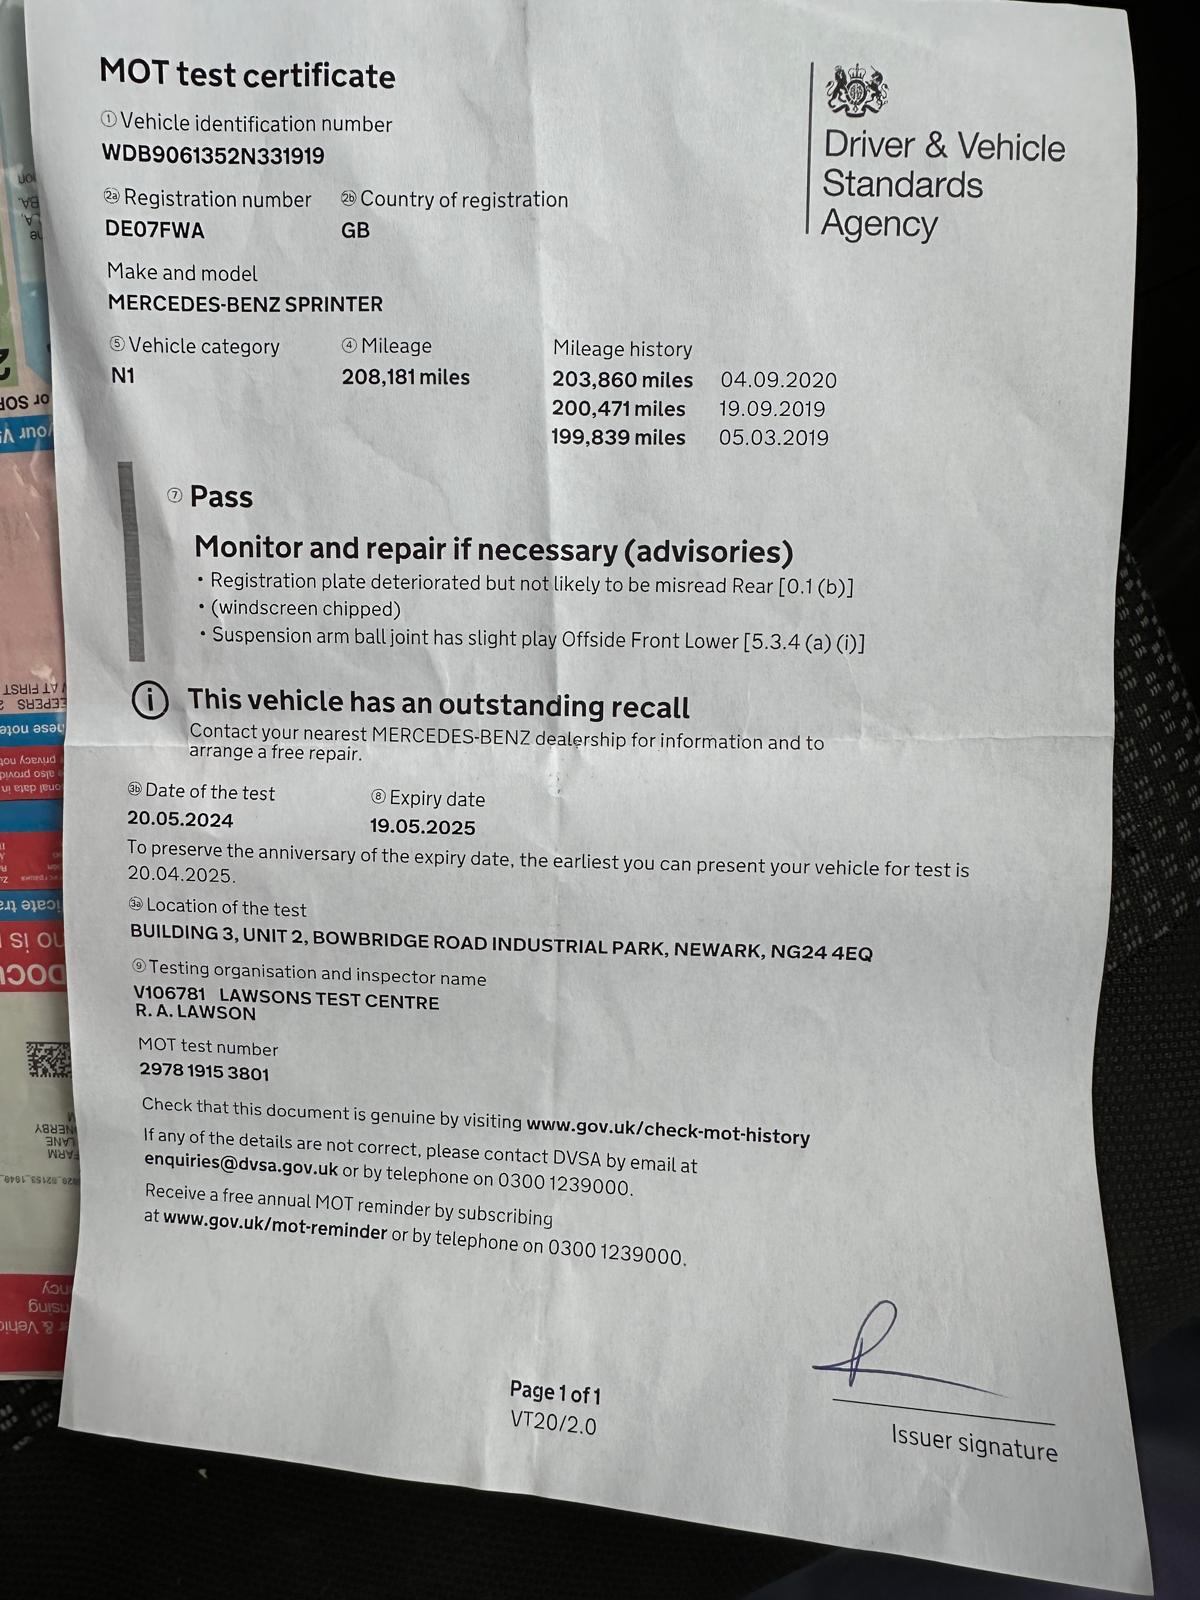 MOT test certificate
① Vehicle identification number
WDB9061352N331919
2a Registration number 2b Country of registration
DE07FWA GB
Make and model
MERCEDES-BENZ SPRINTER
⑤ Vehicle category ④ Mileage Mileage history
N1 208,181 miles 203,860 miles 04.09.2020
200,471 miles 19.09.2019
199,839 miles 05.03.2019
Driver & Vehicle
Standards
Agency
⑦ Pass
Monitor and repair if necessary (advisories)
• Registration plate deteriorated but not likely to be misread Rear [0.1 (b)]
• (windscreen chipped)
• Suspension arm ball joint has slight play Offside Front Lower [5.3.4 (a) (i)]
i This vehicle has an outstanding recall
Contact your nearest MERCEDES-BENZ dealership for information and to
arrange a free repair.
3b Date of the test ⑧ Expiry date
20.05.2024 19.05.2025
To preserve the anniversary of the expiry date, the earliest you can present your vehicle for test is
20.04.2025.
3a Location of the test
BUILDING 3, UNIT 2, BOWBRIDGE ROAD INDUSTRIAL PARK, NEWARK, NG24 4EQ
⑨ Testing organisation and inspector name
V106781 LAWSONS TEST CENTRE
R. A. LAWSON
MOT test number
2978 1915 3801
Check that this document is genuine by visiting www.gov.uk/check-mot-history
If any of the details are not correct, please contact DVSA by email at
enquiries@dvsa.gov.uk or by telephone on 0300 1239000.
Receive a free annual MOT reminder by subscribing
at www.gov.uk/mot-reminder or by telephone on 0300 1239000.
Page 1 of 1
VT20/2.0
Issuer signature